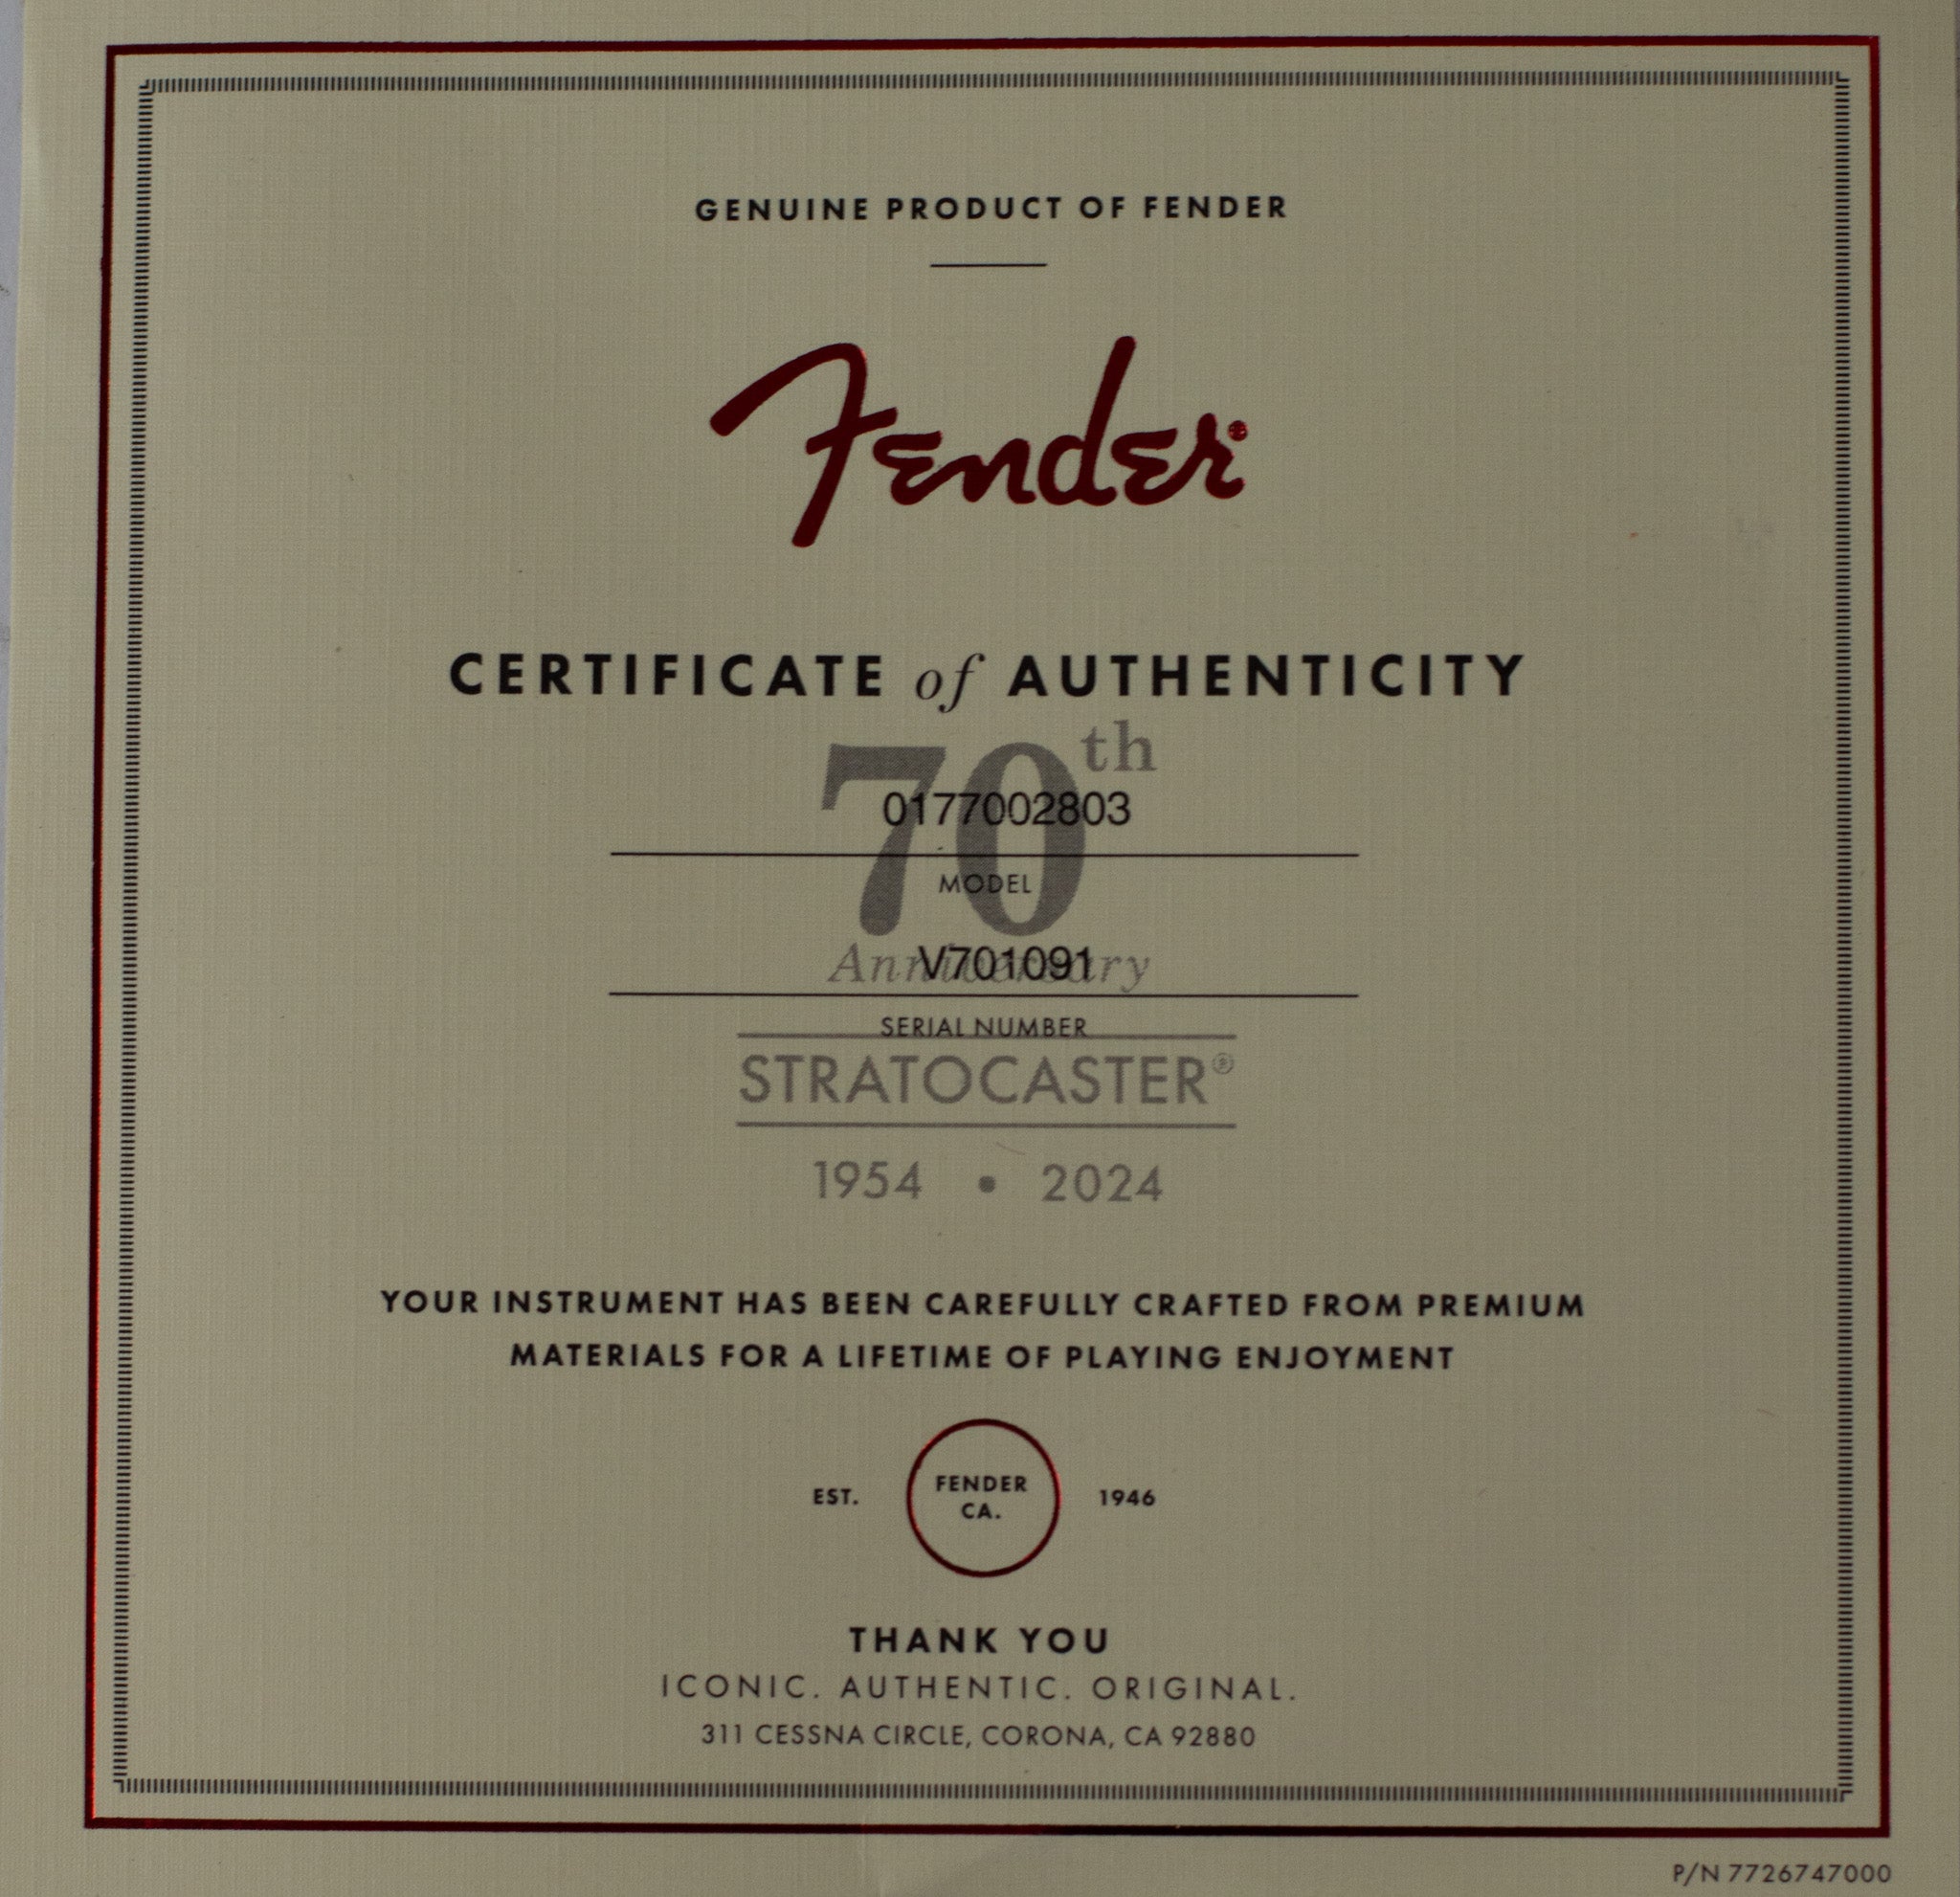 GENUINE PRODUCT OF FENDER
Fender®
CERTIFICATE of AUTHENTICITY
70th
0177002803
MODEL
Anniversary
V701091
SERIAL NUMBER
STRATOCASTER®
1954 • 2024
YOUR INSTRUMENT HAS BEEN CAREFULLY CRAFTED FROM PREMIUM
MATERIALS FOR A LIFETIME OF PLAYING ENJOYMENT
EST. FENDER 1946
CA.
THANK YOU
ICONIC. AUTHENTIC. ORIGINAL.
311 CESSNA CIRCLE, CORONA, CA 92880
P/N 7726747000